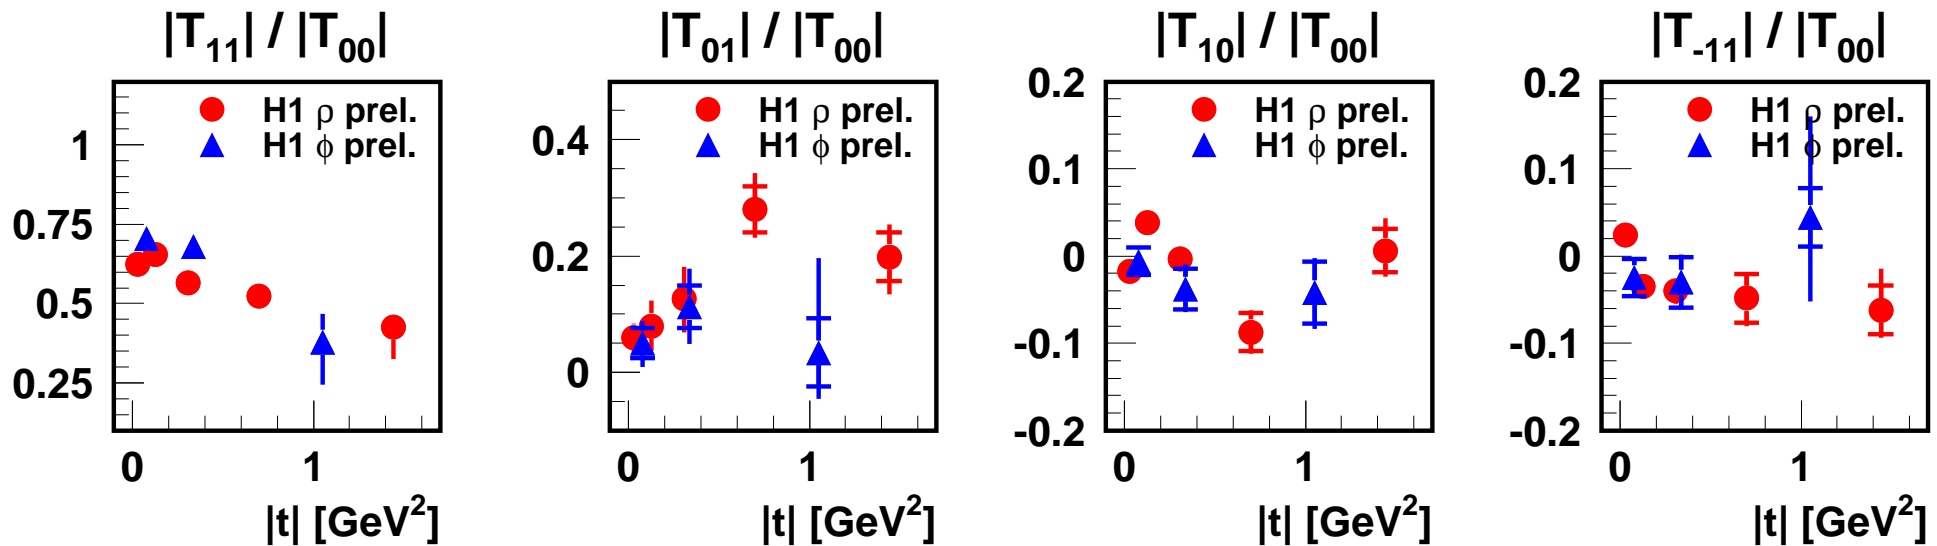 |T₁₁| / |T₀₀|
H1 ρ prel.
H1 ϕ prel.
1
0.75
0.5
0.25
0 1
|t| [GeV²]
|T₀₁| / |T₀₀|
H1 ρ prel.
H1 ϕ prel.
0.4
0.2
0
0 1
|t| [GeV²]
|T₁₀| / |T₀₀|
H1 ρ prel.
H1 ϕ prel.
0.2
0.1
0
-0.1
-0.2
0 1
|t| [GeV²]
|T₋₁₁| / |T₀₀|
H1 ρ prel.
H1 ϕ prel.
0.2
0.1
0
-0.1
-0.2
0 1
|t| [GeV²]